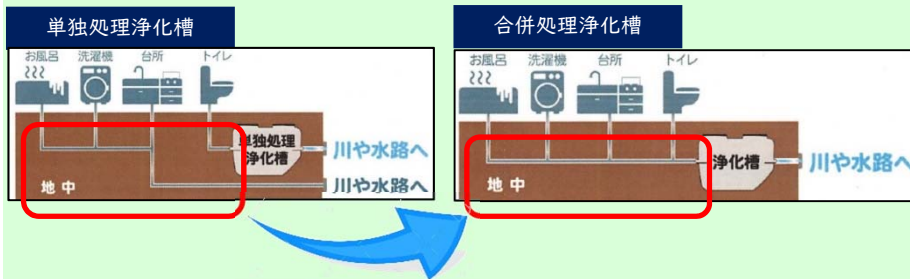 単独処理浄化槽
お風呂 洗濯機 台所 トイレ
単独処理
浄化槽
川や水路へ
川や水路へ
地中
合併処理浄化槽
お風呂 洗濯機 台所 トイレ
浄化槽
川や水路へ
地中